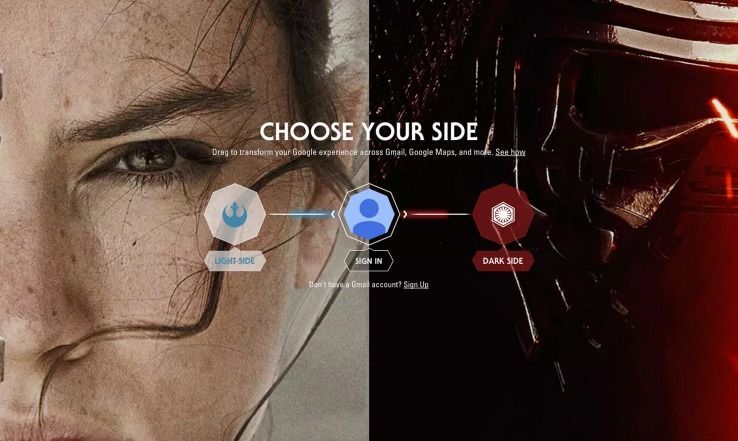 CHOOSE YOUR SIDE
Drag to transform your Google experience across Gmail, Google Maps, and more. See how
LIGHT SIDE
SIGN IN
DARK SIDE
Don't have a Gmail account? Sign Up